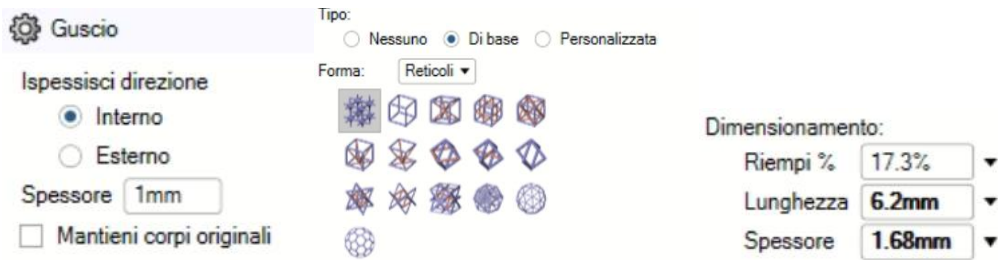 Guscio
Ispessisci direzione
Interno
Esterno
Spessore 1mm
Mantieni corpi originali
Tipo:
Nessuno Di base Personalizzata
Forma: Reticoli
Dimensionamento:
Riempi % 17.3%
Lunghezza 6.2mm
Spessore 1.68mm